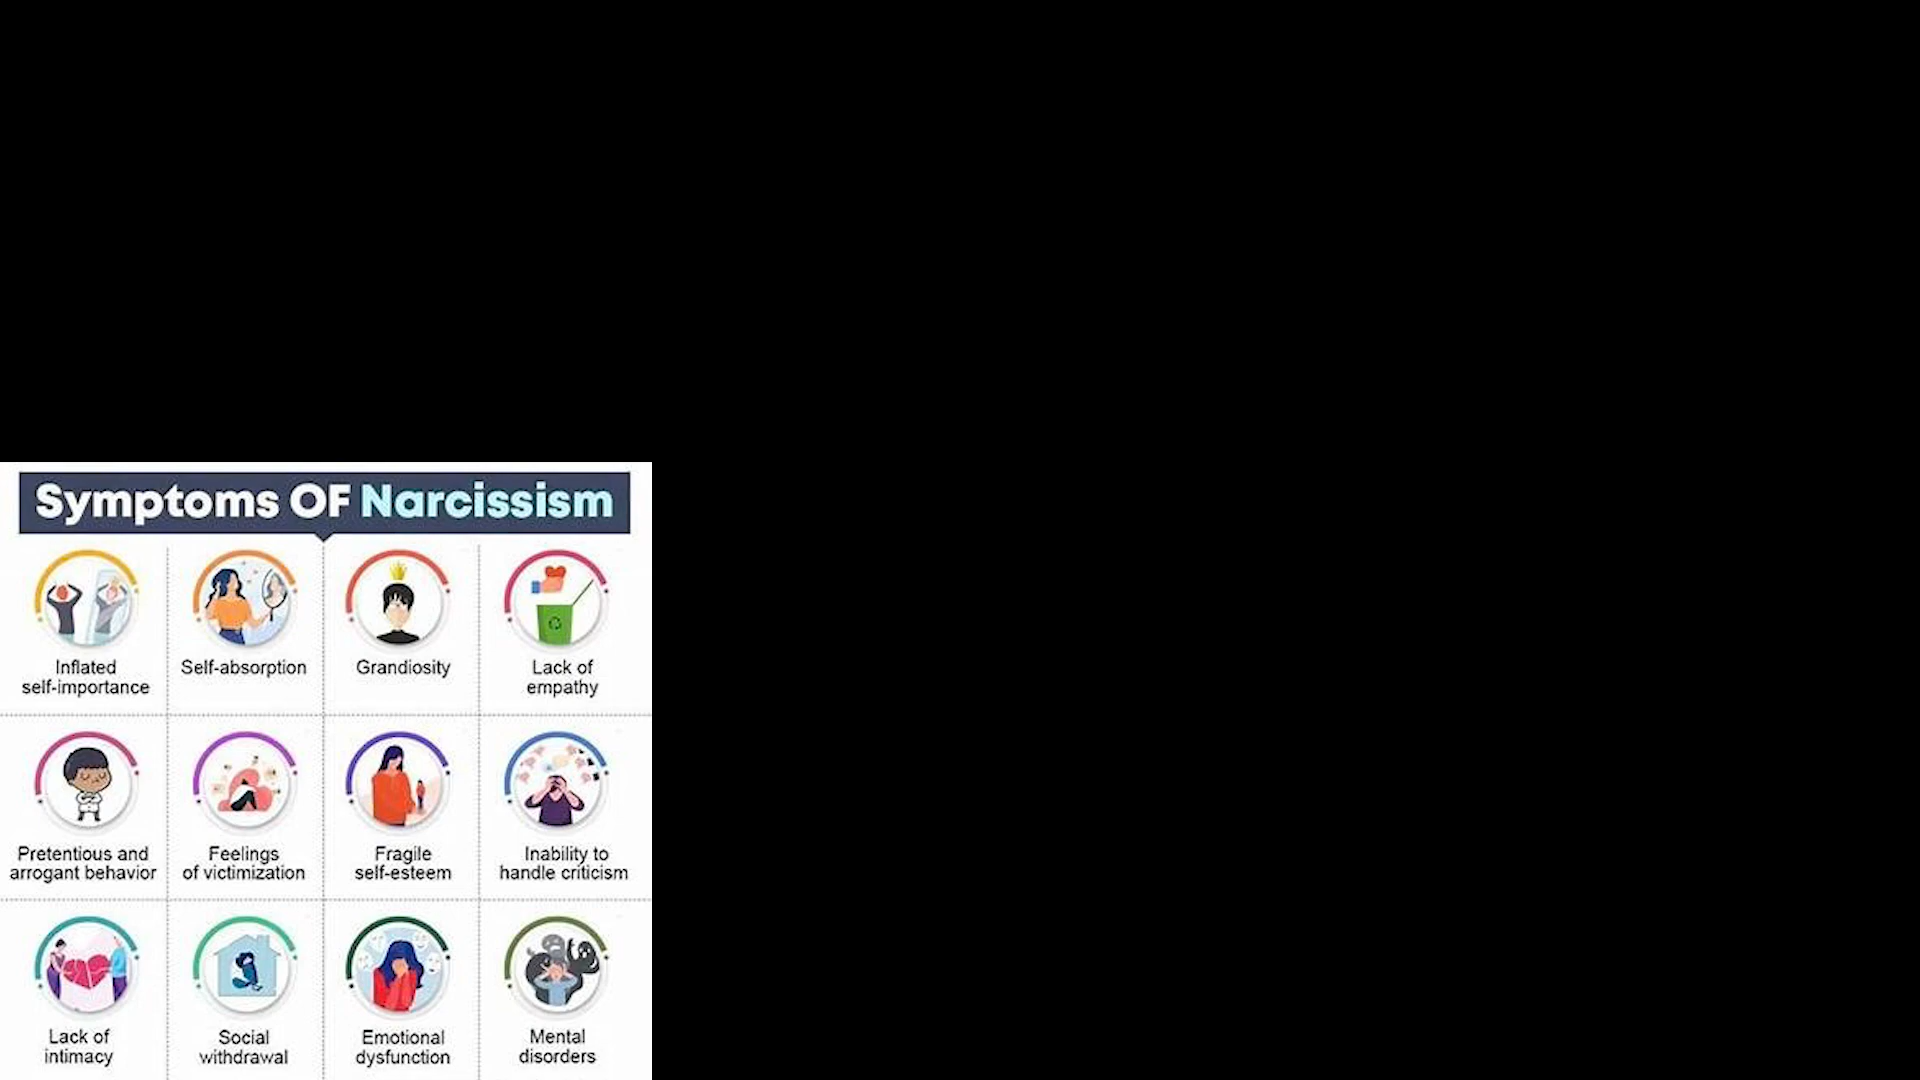 Symptoms OF Narcissism
Inflated
self-importance
Self-absorption
Grandiosity
Lack of
empathy
Pretentious and
arrogant behavior
Feelings
of victimization
Fragile
self-esteem
Inability to
handle criticism
Lack of
intimacy
Social
withdrawal
Emotional
dysfunction
Mental
disorders